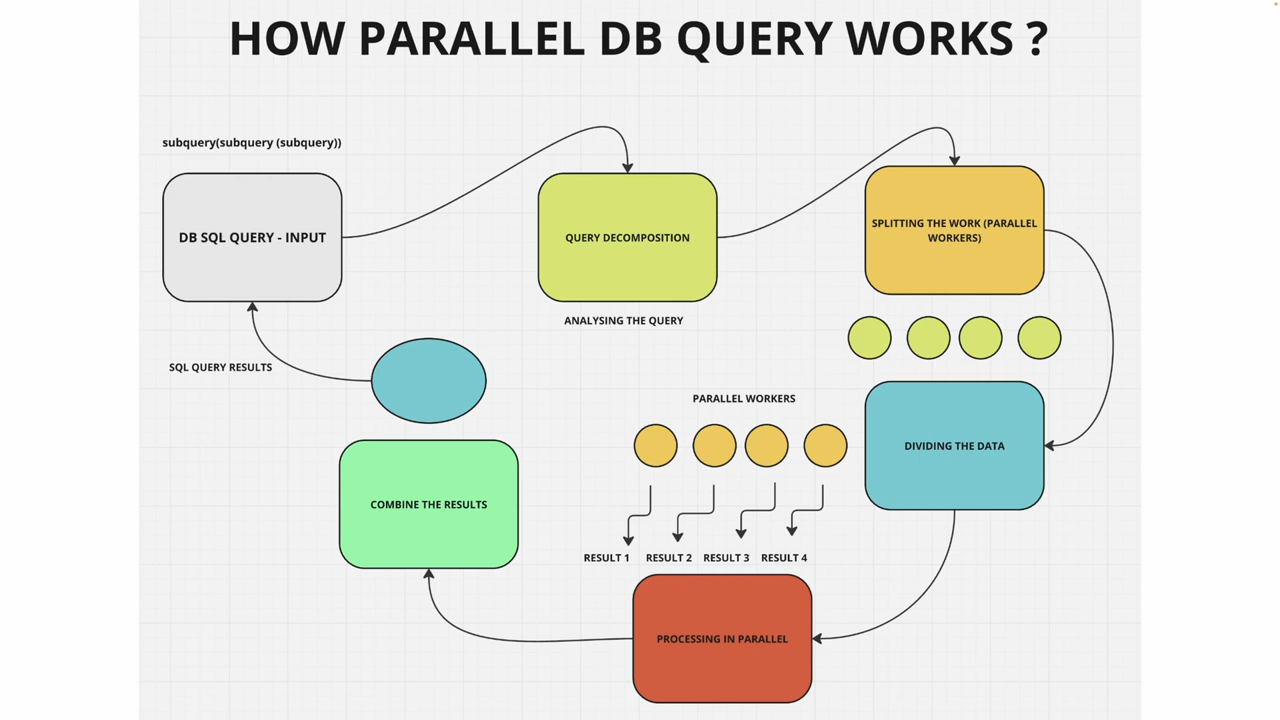 HOW PARALLEL DB QUERY WORKS ?
subquery(subquery (subquery))
DB SQL QUERY - INPUT
QUERY DECOMPOSITION
SPLITTING THE WORK (PARALLEL
WORKERS)
ANALYSING THE QUERY
SQL QUERY RESULTS
PARALLEL WORKERS
DIVIDING THE DATA
COMBINE THE RESULTS
RESULT 1
RESULT 2
RESULT 3
RESULT 4
PROCESSING IN PARALLEL